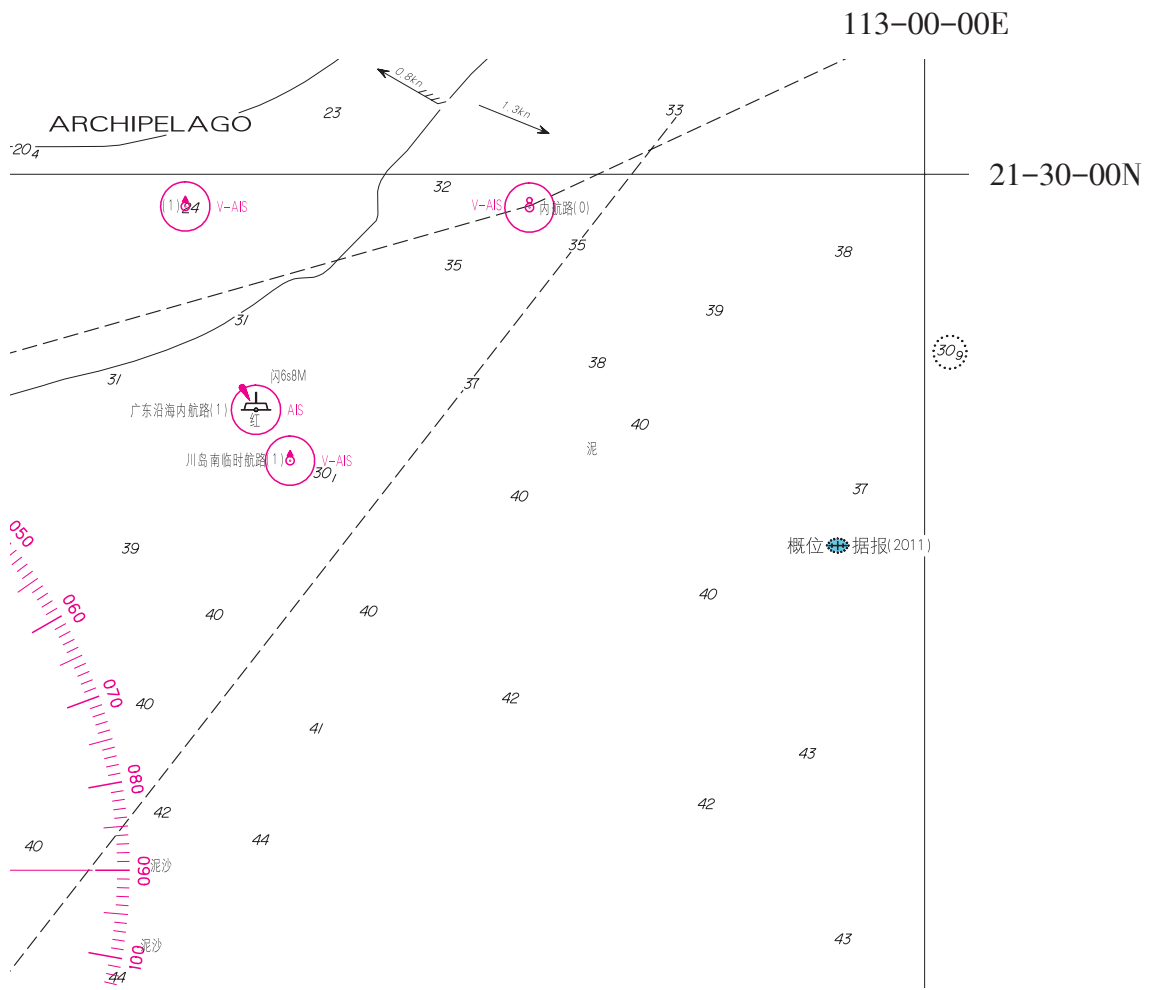 113-00-00E
0.8kn
1.3kn
33
23
ARCHIPELAGO
20₄
21-30-00N
32
(1)
24
V-AIS
V-AIS
内航路(0)
35
38
35
39
31
30₉
38
31
37
闪6s8M
广东沿海内航路(1)
AIS
红
40
泥
川岛南临时航路(1)
V-AIS
30₁
40
37
050
39
概位
据报(2011)
060
40
40
40
070
40
42
41
43
080
42
42
40
44
090
泥沙
43
泥沙
100
44